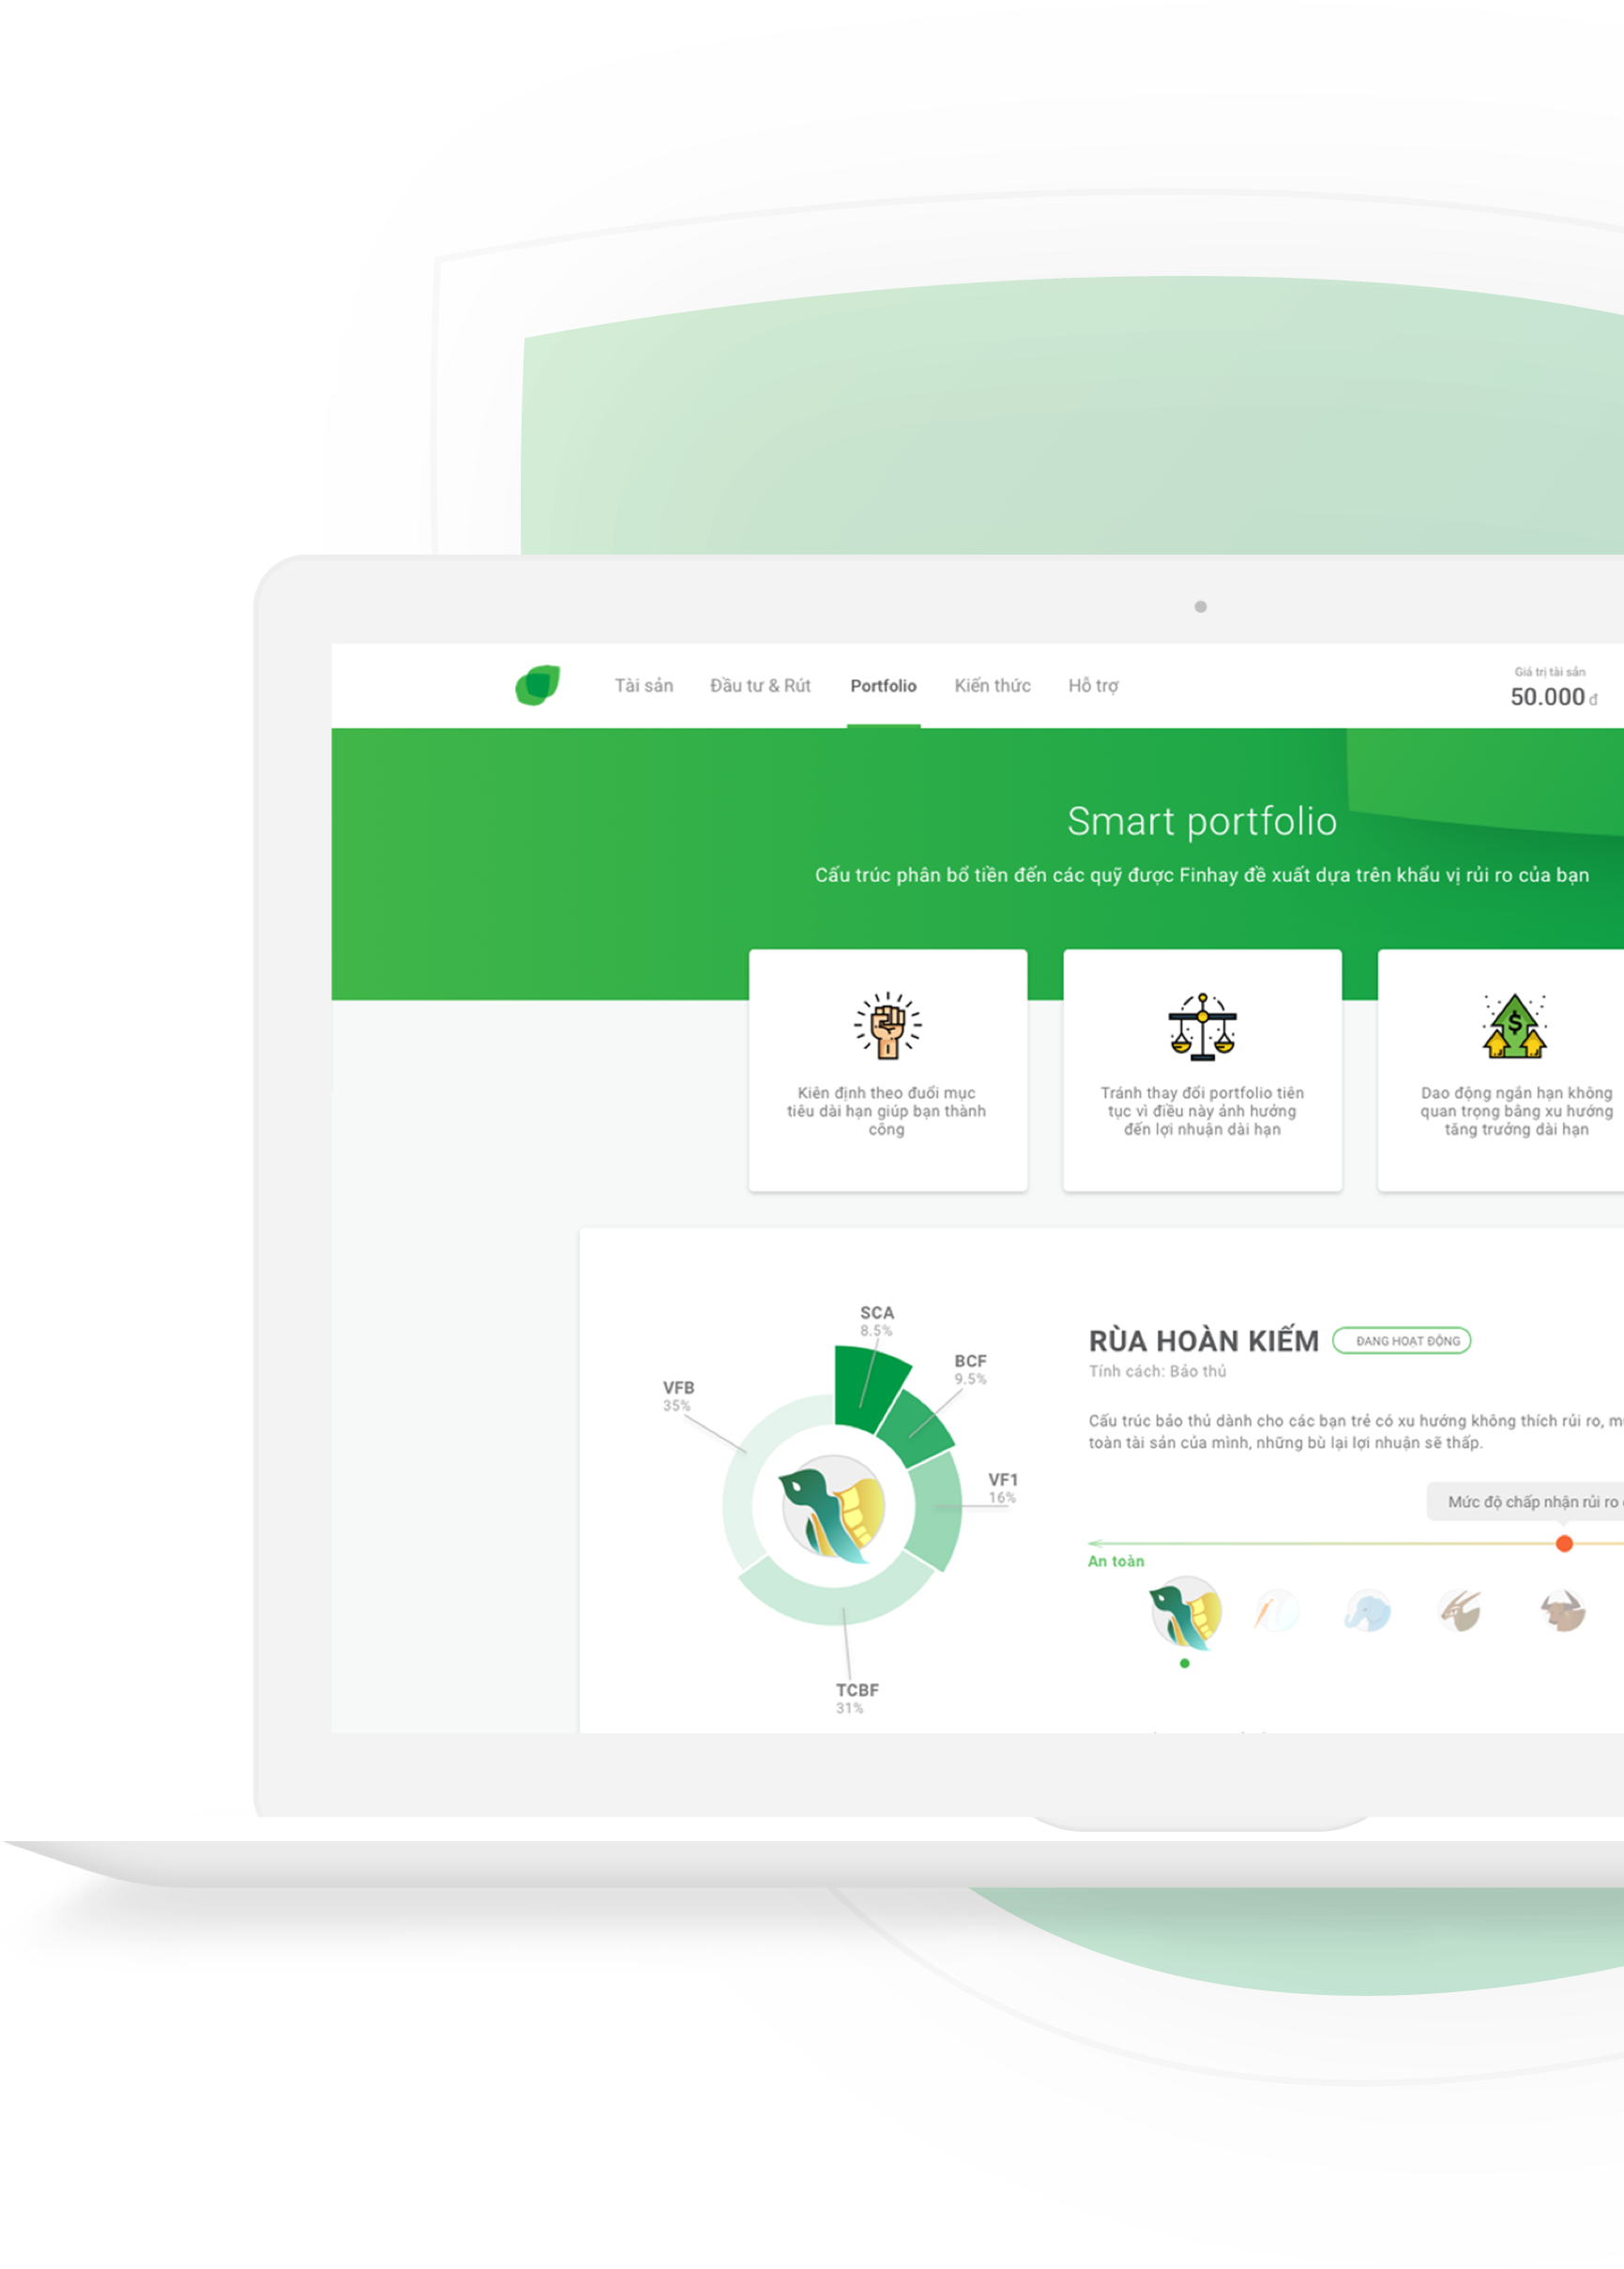 Tài sản Đầu tư & Rút Portfolio Kiến thức Hỗ trợ
Giá trị tài sản
50.000 đ
Smart portfolio
Cấu trúc phân bổ tiền đến các quỹ được Finhay đề xuất dựa trên khẩu vị rủi ro của bạn
Kiên định theo đuổi mục
tiêu dài hạn giúp bạn thành
công
Tránh thay đổi portfolio tiên
tục vì điều này ảnh hưởng
đến lợi nhuận dài hạn
Dao động ngắn hạn không
quan trọng bằng xu hướng
tăng trưởng dài hạn
SCA
8.5%
BCF
9.5%
VFB
35%
VF1
16%
TCBF
31%
RÙA HOÀN KIẾM
ĐANG HOẠT ĐỘNG
Tính cách: Bảo thủ
Cấu trúc bảo thủ dành cho các bạn trẻ có xu hướng không thích rủi ro,
toàn tài sản của mình, những bù lại lợi nhuận sẽ thấp.
Mức độ chấp nhận rủi ro
An toàn